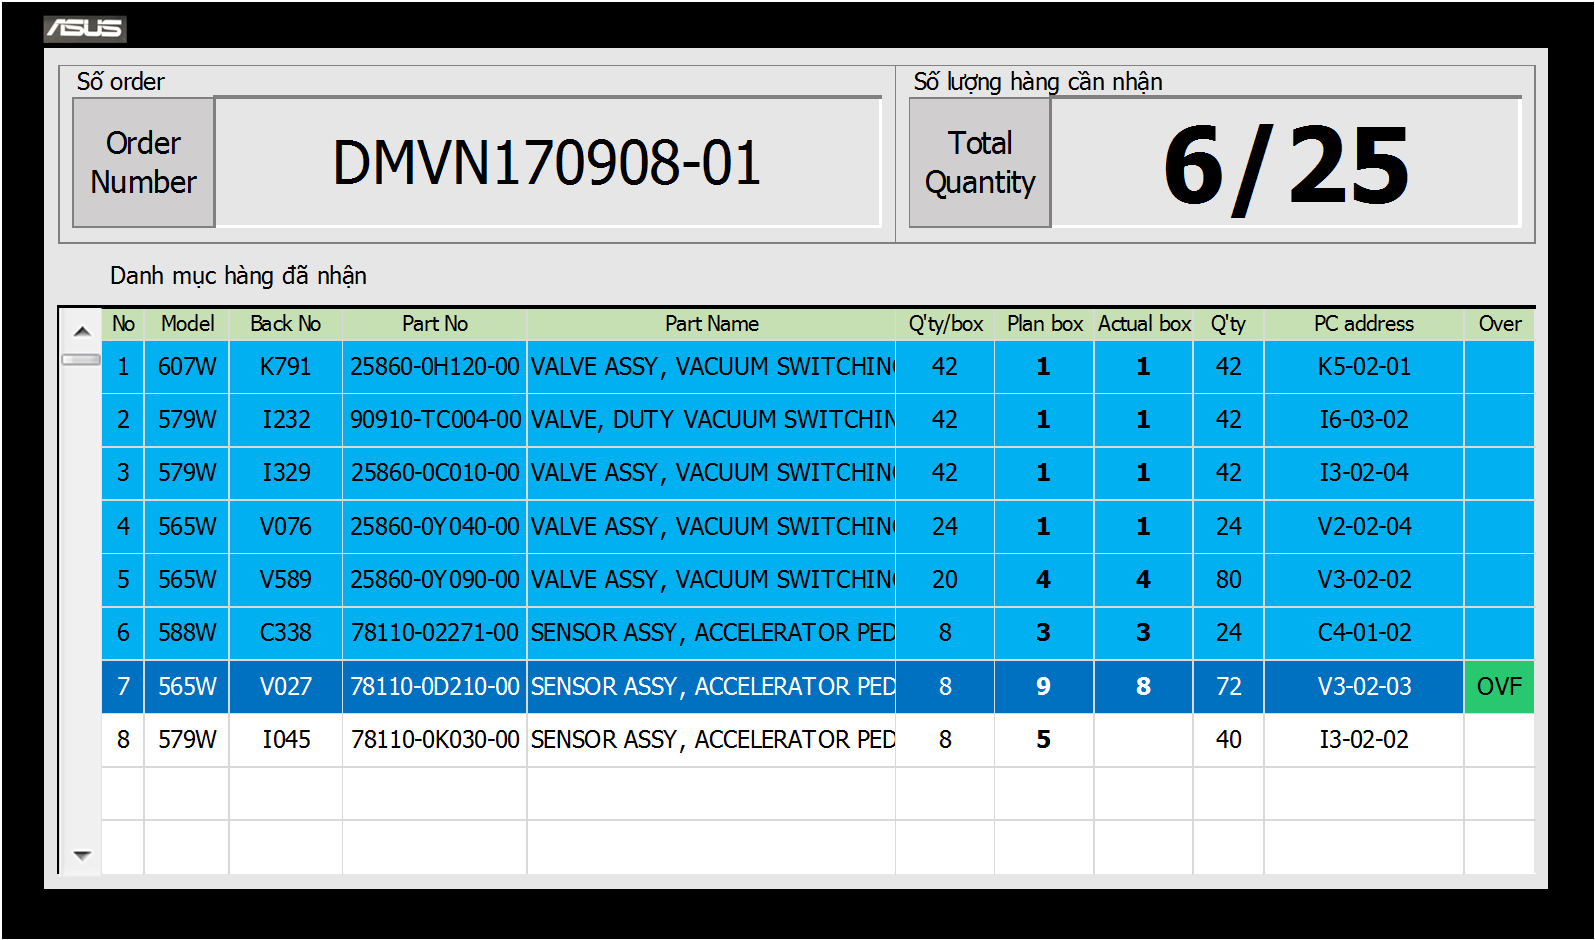 ASUS
Số order
Số lượng hàng cần nhận
Order Number
DMVN170908-01
Total Quantity
6/25
Danh mục hàng đã nhận
No Model Back No Part No Part Name Q'ty/box Plan box Actual box Q'ty PC address Over
1 607W K791 25860-0H120-00 VALVE ASSY, VACUUM SWITCHING 42 1 1 42 K5-02-01
2 579W I232 90910-TC004-00 VALVE, DUTY VACUUM SWITCHIN 42 1 1 42 I6-03-02
3 579W I329 25860-0C010-00 VALVE ASSY, VACUUM SWITCHING 42 1 1 42 I3-02-04
4 565W V076 25860-0Y040-00 VALVE ASSY, VACUUM SWITCHING 24 1 1 24 V2-02-04
5 565W V589 25860-0Y090-00 VALVE ASSY, VACUUM SWITCHING 20 4 4 80 V3-02-02
6 588W C338 78110-02271-00 SENSOR ASSY, ACCELERATOR PED 8 3 3 24 C4-01-02
7 565W V027 78110-0D210-00 SENSOR ASSY, ACCELERATOR PED 8 9 8 72 V3-02-03 OVF
8 579W I045 78110-0K030-00 SENSOR ASSY, ACCELERATOR PED 8 5 40 I3-02-02